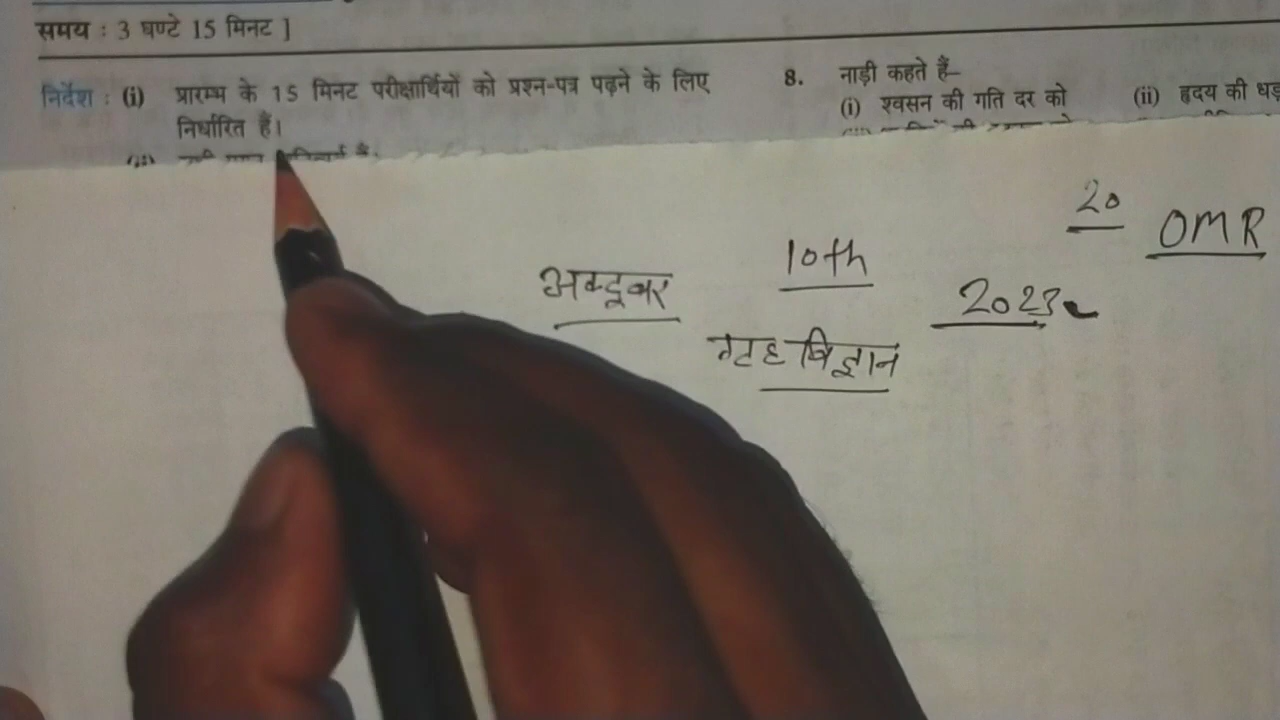 समय : 3 घण्टे 15 मिनट ]
निर्देश : (i) प्रारम्भ के 15 मिनट परीक्षार्थियों को प्रश्न-पत्र पढ़ने के लिए
निर्धारित हैं।
8. नाड़ी कहते हैं–
(i) श्वसन की गति दर को (ii) हृदय की धड़
20 OMR
अक्टूबर 10th 2023
गृह विज्ञान